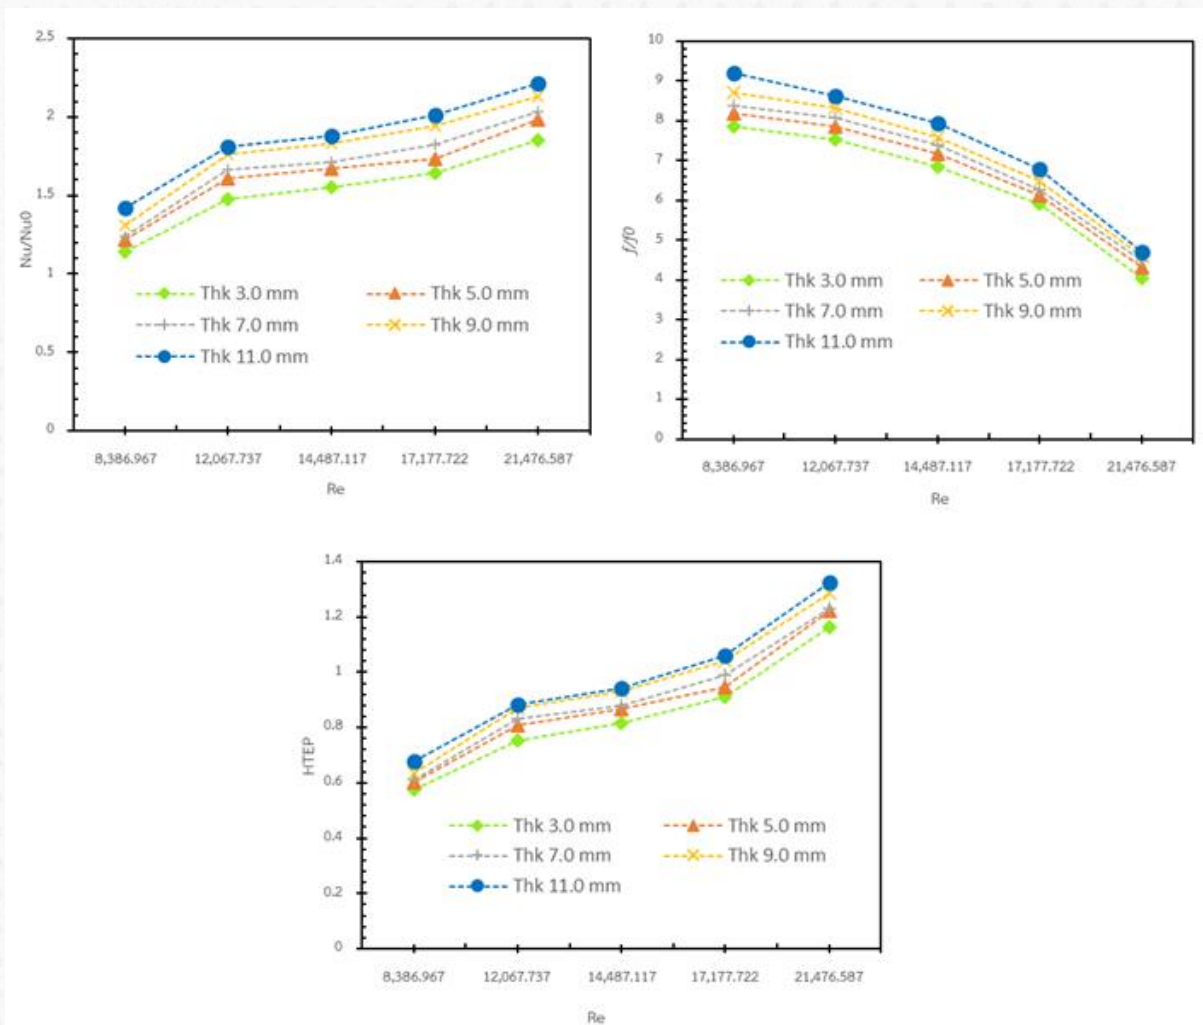 2.5
2
1.5
1
0.5
0
Nu/Nu0
Thk 3.0 mm
Thk 5.0 mm
Thk 7.0 mm
Thk 9.0 mm
Thk 11.0 mm
8,386.967
12,067.737
14,487.117
17,177.722
21,476.587
Re
10
9
8
7
6
5
4
3
2
1
0
f/f0
Thk 3.0 mm
Thk 5.0 mm
Thk 7.0 mm
Thk 9.0 mm
Thk 11.0 mm
8,386.967
12,067.737
14,487.117
17,177.722
21,476.587
Re
1.4
1.2
1
0.8
0.6
0.4
0.2
0
HTEP
Thk 3.0 mm
Thk 5.0 mm
Thk 7.0 mm
Thk 9.0 mm
Thk 11.0 mm
8,386.967
12,067.737
14,487.117
17,177.722
21,476.587
Re